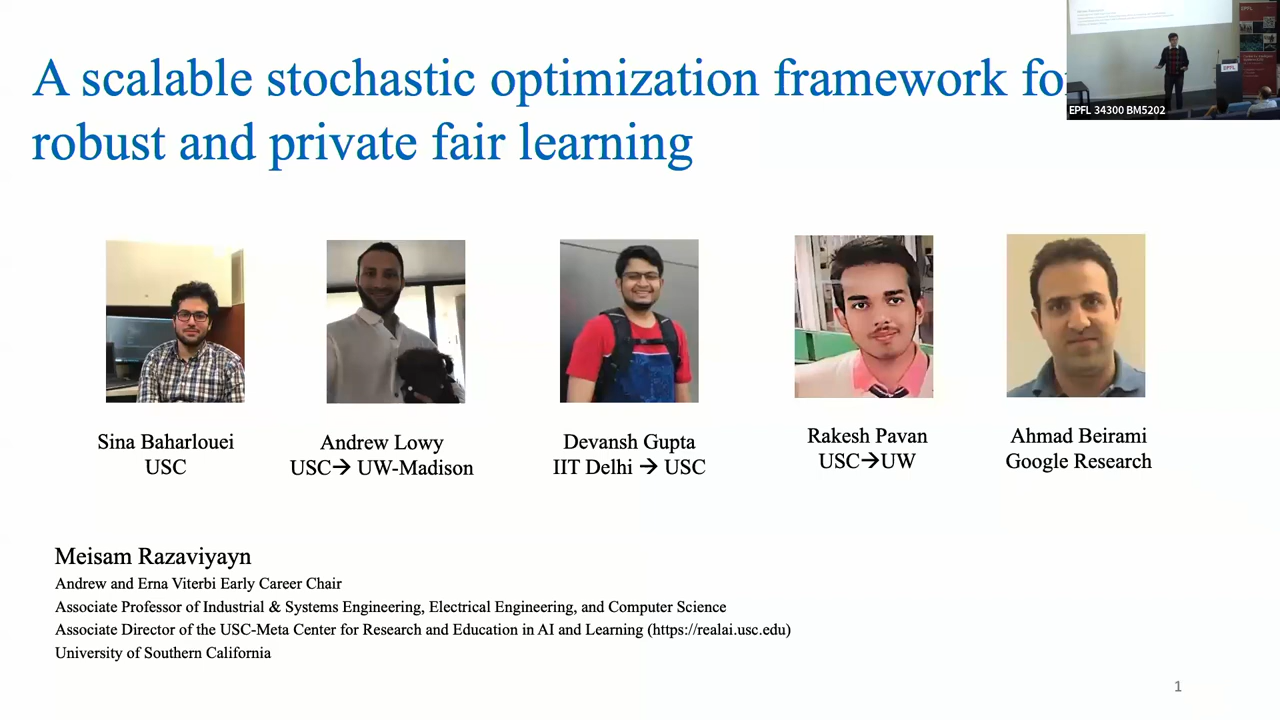 A scalable stochastic optimization framework fo
robust and private fair learning
EPFL
EPFL
EPFL 34300 BM5202
Sina Baharlouei
USC
Andrew Lowy
USC→ UW-Madison
Devansh Gupta
IIT Delhi → USC
Rakesh Pavan
USC→UW
Ahmad Beirami
Google Research
Meisam Razaviyayn
Andrew and Erna Viterbi Early Career Chair
Associate Professor of Industrial & Systems Engineering, Electrical Engineering, and Computer Science
Associate Director of the USC-Meta Center for Research and Education in AI and Learning (https://realai.usc.edu)
University of Southern California
1